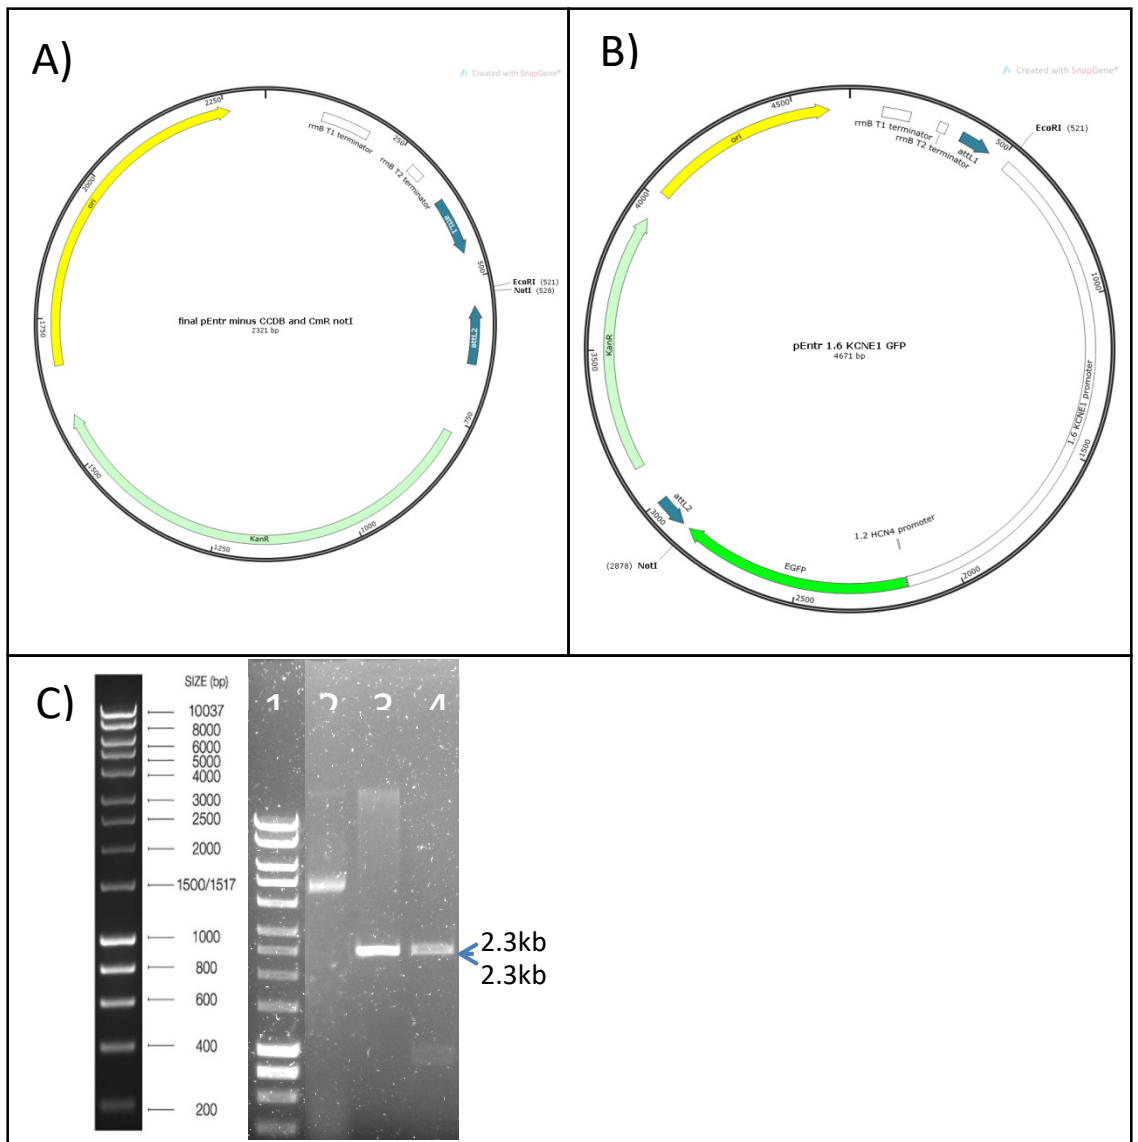 A)
Created with SnapGene®
2250
250
500
750
1000
1250
1500
1750
2000
rrnB T1 terminator
rrnB T2 terminator
attL1
EcoRI (521)
NotI (528)
attL2
KanR
ori
final pEntr minus CCDB and CmR notI
2321 bp
B)
Created with SnapGene®
4500
500
1000
1500
2000
2500
3000
3500
4000
rrnB T1 terminator
rrnB T2 terminator
attL1
EcoRI (521)
1.6 KCNE1 promoter
1.2 HCN4 promoter
EGFP
(2878) NotI
attL2
KanR
ori
pEntr 1.6 KCNE1 GFP
4671 bp
C)
SIZE (bp)
10037
8000
6000
5000
4000
3000
2500
2000
1500/1517
1000
800
600
400
200
1 2 3 4
2.3kb
2.3kb